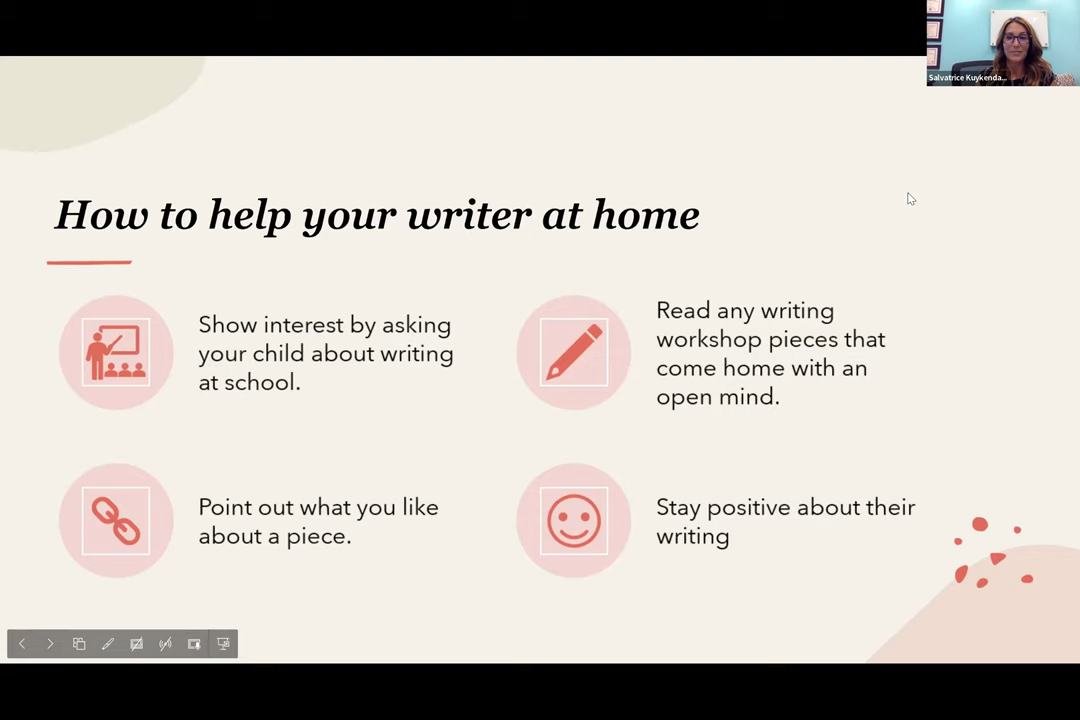 Salvatrice Kuykenda...
How to help your writer at home
Show interest by asking
your child about writing
at school.
Read any writing
workshop pieces that
come home with an
open mind.
Point out what you like
about a piece.
Stay positive about their
writing